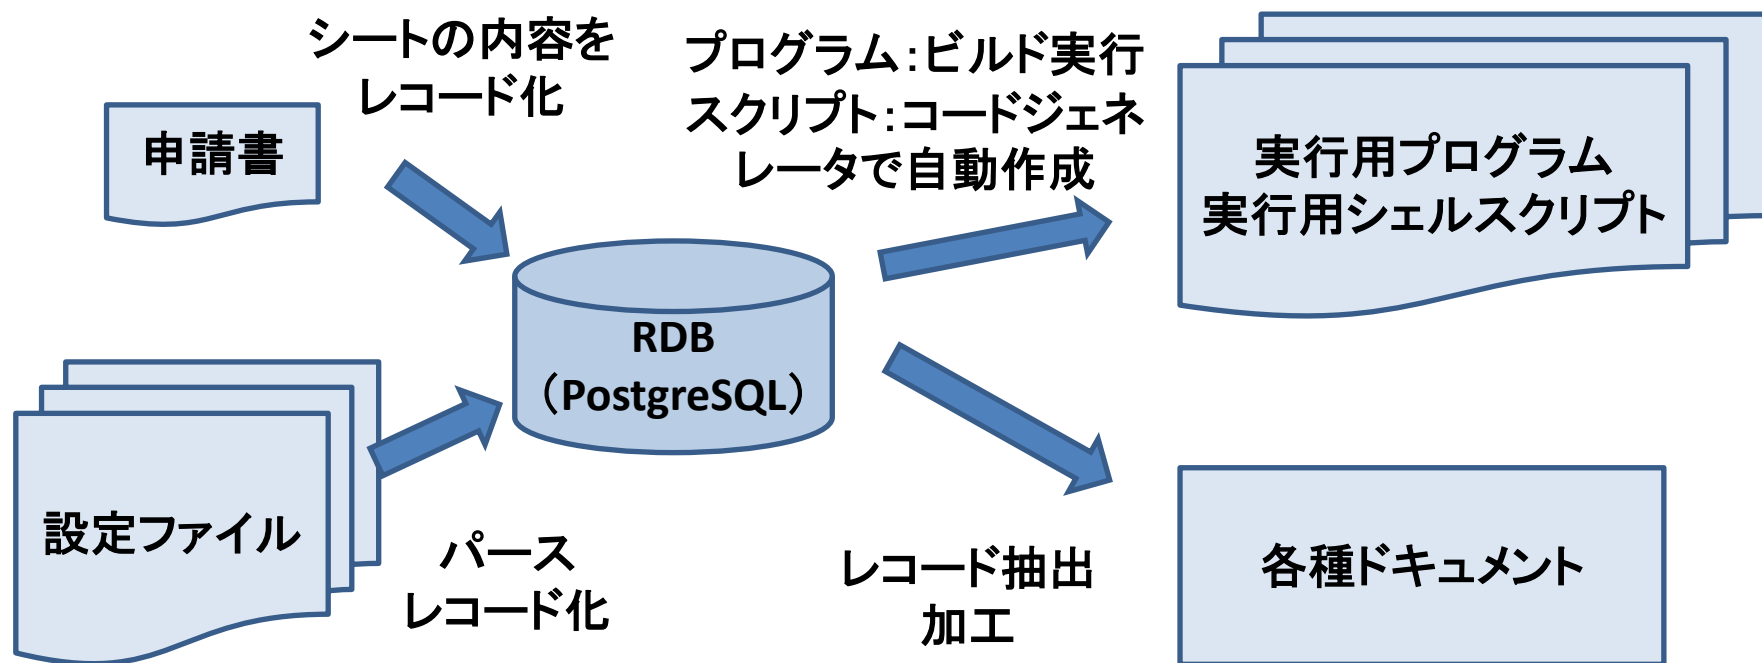 シートの内容を
レコード化
申請書
プログラム：ビルド実行
スクリプト：コードジェネ
レータで自動作成
実行用プログラム
実行用シェルスクリプト
RDB
（PostgreSQL）
設定ファイル
パース
レコード化
レコード抽出
加工
各種ドキュメント